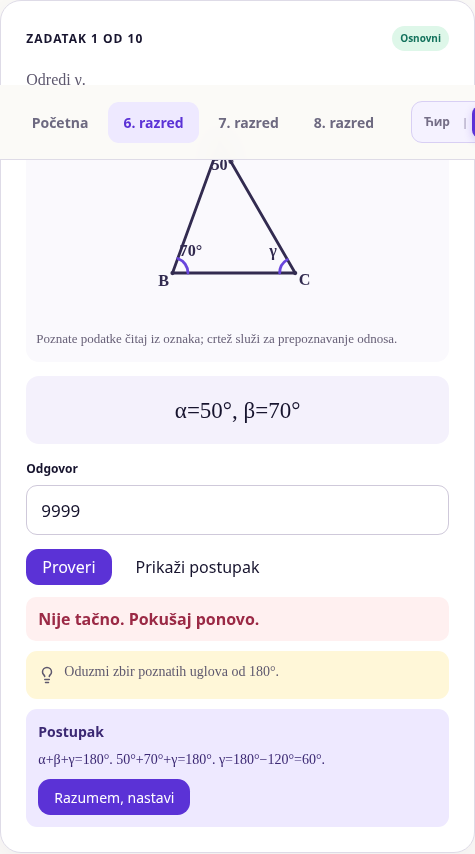 ZADATAK 1 OD 10
Osnovni
Odredi γ.
Početna
6. razred
7. razred
8. razred
Ћир |
50
70°
γ
B
C
Poznate podatke čitaj iz oznaka; crtež služi za prepoznavanje odnosa.
α=50°, β=70°
Odgovor
9999
Proveri
Prikaži postupak
Nije tačno. Pokušaj ponovo.
Oduzmi zbir poznatih uglova od 180°.
Postupak
α+β+γ=180°. 50°+70°+γ=180°. γ=180°−120°=60°.
Razumem, nastavi